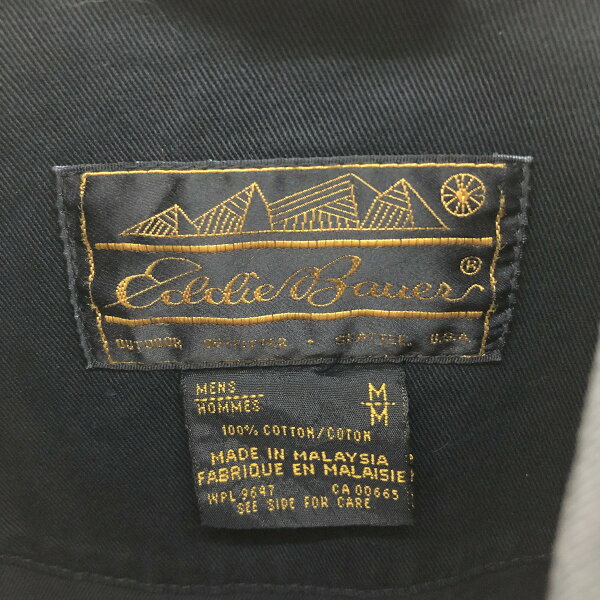 Eddie Bauer®
OUTDOOR OUTFITTER • SEATTLE, U.S.A.
MENS M
HOMMES M
100% COTTON/COTON
MADE IN MALAYSIA
FABRIQUE EN MALAISIE
WPL 9647 CA 00665
SEE SIDE FOR CARE